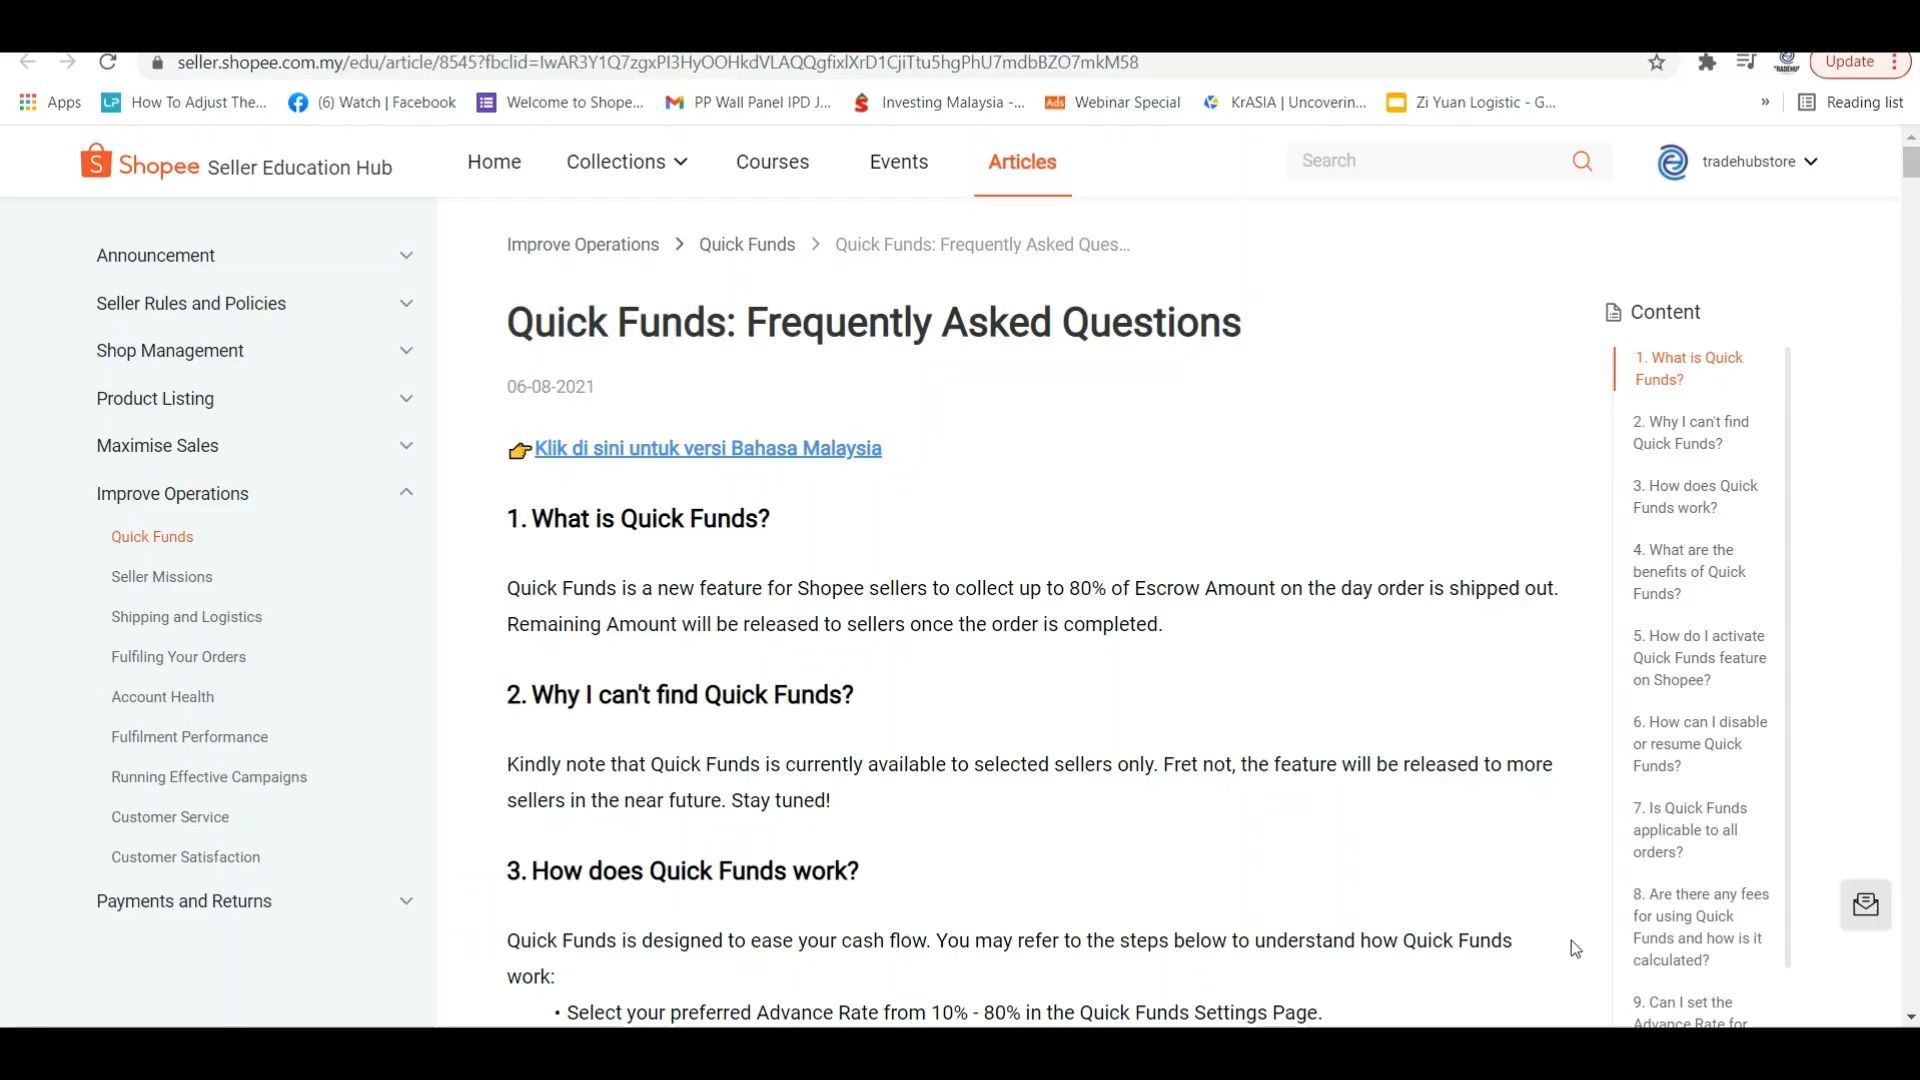 seller.shopee.com.my/edu/article/8545?fbclid=IwAR3Y1Q7zgxPl3HyOOHkdVLAQQgfixlXrD1CjiTtu5hgPhU7mdbBZO7mkM58
Update
Apps
How To Adjust The...
(6) Watch | Facebook
Welcome to Shope...
PP Wall Panel IPD J...
Investing Malaysia -...
Webinar Special
KrASIA | Uncoverin...
Zi Yuan Logistic - G...
»
Reading list
Shopee Seller Education Hub
Home
Collections
Courses
Events
Articles
Search
tradehubstore
Announcement
Seller Rules and Policies
Shop Management
Product Listing
Maximise Sales
Improve Operations
Quick Funds
Seller Missions
Shipping and Logistics
Fulfiling Your Orders
Account Health
Fulfilment Performance
Running Effective Campaigns
Customer Service
Customer Satisfaction
Payments and Returns
Improve Operations > Quick Funds > Quick Funds: Frequently Asked Ques...
Quick Funds: Frequently Asked Questions
06-08-2021
👉Klik di sini untuk versi Bahasa Malaysia
1. What is Quick Funds?
Quick Funds is a new feature for Shopee sellers to collect up to 80% of Escrow Amount on the day order is shipped out.
Remaining Amount will be released to sellers once the order is completed.
2. Why I can't find Quick Funds?
Kindly note that Quick Funds is currently available to selected sellers only. Fret not, the feature will be released to more
sellers in the near future. Stay tuned!
3. How does Quick Funds work?
Quick Funds is designed to ease your cash flow. You may refer to the steps below to understand how Quick Funds
work:
• Select your preferred Advance Rate from 10% - 80% in the Quick Funds Settings Page.
Content
1. What is Quick
Funds?
2. Why I can't find
Quick Funds?
3. How does Quick
Funds work?
4. What are the
benefits of Quick
Funds?
5. How do I activate
Quick Funds feature
on Shopee?
6. How can I disable
or resume Quick
Funds?
7. Is Quick Funds
applicable to all
orders?
8. Are there any fees
for using Quick
Funds and how is it
calculated?
9. Can I set the
Advance Rate for